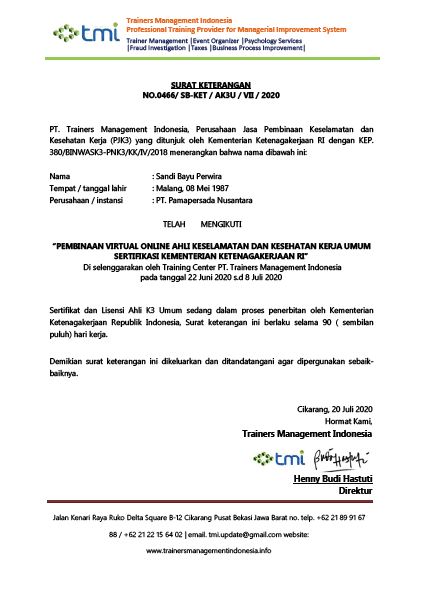 tmi
Trainers Management Indonesia
Professional Training Provider for Managerial Improvement System
Trainer Management |Event Organizer |Psychology Services
|Fraud Investigation |Taxes |Business Process Improvement|
SURAT KETERANGAN
NO.0466/ SB-KET / AK3U / VII / 2020
PT. Trainers Management Indonesia, Perusahaan Jasa Pembinaan Keselamatan dan
Kesehatan Kerja (PJK3) yang ditunjuk oleh Kementerian Ketenagakerjaan RI dengan KEP.
380/BINWASK3-PNK3/KK/IV/2018 menerangkan bahwa nama dibawah ini:
Nama : Sandi Bayu Perwira
Tempat / tanggal lahir : Malang, 08 Mei 1987
Perusahaan / instansi : PT. Pamapersada Nusantara
TELAH MENGIKUTI
“PEMBINAAN VIRTUAL ONLINE AHLI KESELAMATAN DAN KESEHATAN KERJA UMUM
SERTIFIKASI KEMENTERIAN KETENAGAKERJAAN RI”
Di selenggarakan oleh Training Center PT. Trainers Management Indonesia
pada tanggal 22 Juni 2020 s.d 8 Juli 2020
Sertifikat dan Lisensi Ahli K3 Umum sedang dalam proses penerbitan oleh Kementerian
Ketenagakerjaan Republik Indonesia, Surat keterangan ini berlaku selama 90 ( sembilan
puluh) hari kerja.
Demikian surat keterangan ini dikeluarkan dan ditandatangani agar dipergunakan sebaik-
baiknya.
Cikarang, 20 Juli 2020
Hormat Kami,
Trainers Management Indonesia
tmi
Henny Budi Hastuti
Direktur
Jalan Kenari Raya Ruko Delta Square B-12 Cikarang Pusat Bekasi Jawa Barat no. telp. +62 21 89 91 67
88 / +62 21 22 15 64 02 | email. tmi.update@gmail.com website:
www.trainersmanagementindonesia.info